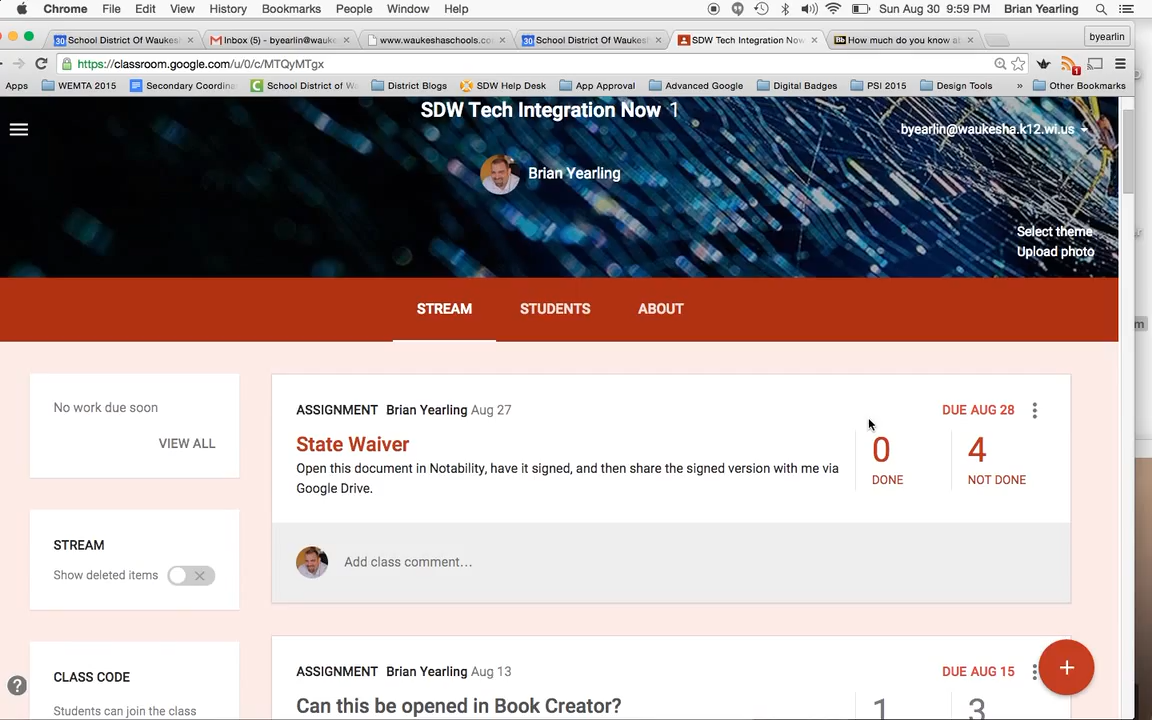 Chrome File Edit View History Bookmarks People Window Help Sun Aug 30 9:59 PM Brian Yearling
School District Of Waukesh School District Of Waukesh
Inbox (5) - byearlin@wauke
www.waukeshaschools.co
SDW Tech Integration Now
How much do you know a
byearlin
https://classroom.google.com/u/0/c/MTQyMTgx
Apps WEMTA 2015 Secondary Coordina School District of Wa District Blogs SDW Help Desk App Approval Advanced Google Digital Badges PSI 2015 Design Tools » Other Bookmarks
SDW Tech Integration Now 1
byearlin@waukesha.k12.wi.us
Brian Yearling
Select theme
Upload photo
STREAM STUDENTS ABOUT
No work due soon
VIEW ALL
STREAM
Show deleted items
CLASS CODE
Students can join the class
ASSIGNMENT Brian Yearling Aug 27 DUE AUG 28
State Waiver
Open this document in Notability, have it signed, and then share the signed version with me via
Google Drive.
0 4
DONE NOT DONE
Add class comment...
ASSIGNMENT Brian Yearling Aug 13 DUE AUG 15
Can this be opened in Book Creator?
1 3
+
?